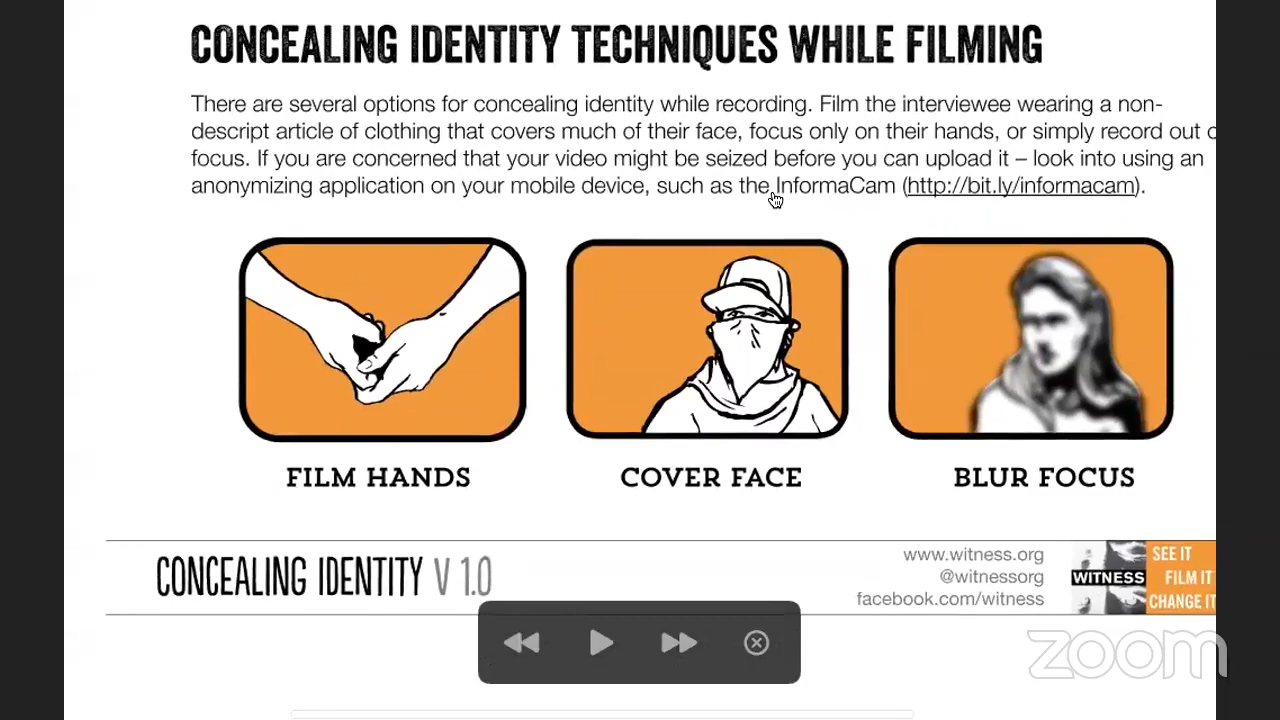 CONCEALING IDENTITY TECHNIQUES WHILE FILMING
There are several options for concealing identity while recording. Film the interviewee wearing a non-
descript article of clothing that covers much of their face, focus only on their hands, or simply record out o
focus. If you are concerned that your video might be seized before you can upload it – look into using an
anonymizing application on your mobile device, such as the InformaCam (http://bit.ly/informacam).
FILM HANDS
COVER FACE
BLUR FOCUS
CONCEALING IDENTITY V 1.0
www.witness.org
@witnessorg
facebook.com/witness
WITNESS
SEE IT
FILM IT
CHANGE IT
zoom